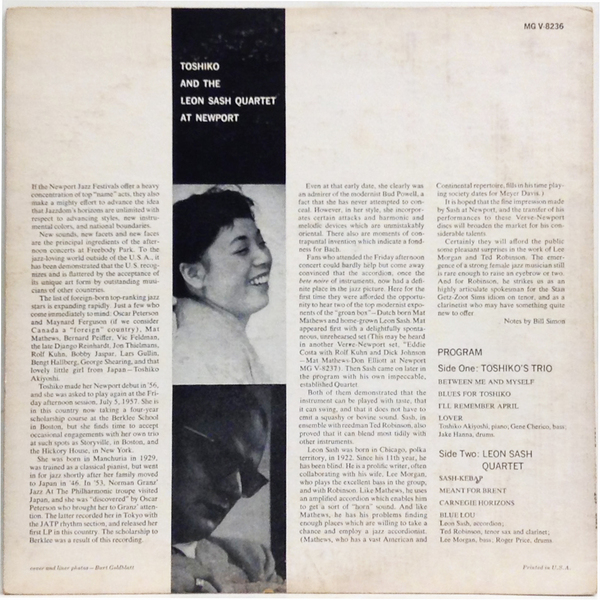 MG V-8236
TOSHIKO
AND THE
LEON SASH QUARTET
AT NEWPORT
If the Newport Jazz Festivals offer a heavy
concentration of top "name" acts, they also
make a mighty effort to advance the idea
that Jazzdom's horizons are unlimited with
respect to advancing styles, new instru-
mental colors, and national boundaries.
New sounds, new facets and new faces
are the principal ingredients of the after-
noon concerts at Freebody Park. To the
jazz-loving world outside of the U.S.A., it
has been demonstrated that the U.S. recog-
nizes and is flattered by the acceptance of
its unique art form by outstanding musi-
cians of other countries.
The list of foreign-born top-ranking jazz
stars is expanding rapidly. Just a few who
come immediately to mind: Oscar Peterson
and Maynard Ferguson (if we consider
Canada a "foreign" country), Mat
Mathews, Bernard Peiffer, Vic Feldman,
the late Django Reinhardt, Jon Thielmans,
Rolf Kuhn, Bobby Jaspar, Lars Gullin,
Bengt Hallberg, George Shearing, and that
lovely little girl from Japan—Toshiko
Akiyoshi.
Toshiko made her Newport debut in '56,
and she was asked to play again at the Fri-
day afternoon session, July 5, 1957. She is
in this country now taking a four-year
scholarship course at the Berklee School
in Boston, but she finds time to accept
occasional engagements with her own trio
at such spots as Storyville, in Boston, and
the Hickory House, in New York.
She was born in Manchuria in 1929,
was trained as a classical pianist, but went
in for jazz shortly after her family moved
to Japan in '46. In '53, Norman Granz'
Jazz At The Philharmonic troupe visited
Japan, and she was "discovered" by Oscar
Peterson who brought her to Granz' atten-
tion. The latter recorded her in Tokyo with
the JATP rhythm section, and released her
first LP in this country. The scholarship to
Berklee was a result of this recording.
Even at that early date, she clearly was
an admirer of the modernist Bud Powell, a
fact that she has never attempted to con-
ceal. However, in her style, she incorpor-
ates certain attacks and harmonic and
melodic devices which are unmistakably
oriental. There also are moments of con-
trapuntal invention which indicate a fond-
ness for Bach.
Fans who attended the Friday afternoon
concert could hardly help but come away
convinced that the accordion, once the
bete noire of instruments, now had a defi-
nite place in the jazz picture. Here for the
first time they were afforded the opportu-
nity to hear two of the top modernist expo-
nents of the "groan box"—Dutch born Mat
Mathews and home-grown Leon Sash. Mat
appeared first with a delightfully sponta-
neous, unrehearsed set (This may be heard
in another Verve-Newport set, "Eddie
Costa with Rolf Kuhn and Dick Johnson
—Mat Mathews-Don Elliott at Newport
MG V-8237). Then Sash came on later in
the program with his own impeccable,
established Quartet.
Both of them demonstrated that the
instrument can be played with taste, that
it can swing, and that it does not have to
emit a squashy or bovine sound. Sash, in
ensemble with reedman Ted Robinson, also
proved that it can blend most tidily with
other instruments.
Leon Sash was born in Chicago, polka
territory, in 1922. Since his 11th year, he
has been blind. He is a prolific writer, often
collaborating with his wife, Lee Morgan,
who plays the excellent bass in the group,
and with Robinson. Like Mathews, he uses
an amplified accordion which enables him
to get a sort of "horn" sound. And like
Mathews, he has his problems finding
enough places which are willing to take a
chance and employ a jazz accordionist.
(Mathews, who has a vast American and
Continental repertoire, fills in his time play-
ing society dates for Meyer Davis.)
It is hoped that the fine impression made
by Sash at Newport, and the transfer of his
performances to these Verve-Newport
discs will broaden the market for his con-
siderable talents.
Certainly they will afford the public
some pleasant surprises in the work of Lee
Morgan and Ted Robinson. The emer-
gence of a strong female jazz musician still
is rare enough to raise an eyebrow or two.
And for Robinson, he strikes us as an
highly articulate spokesman for the Stan
Getz-Zoot Sims idiom on tenor, and as a
clarinetist who may have something quite
new to offer.
Notes by Bill Simon
PROGRAM
Side One: TOSHIKO'S TRIO
BETWEEN ME AND MYSELF
BLUES FOR TOSHIKO
I'LL REMEMBER APRIL
LOVER
Toshiko Akiyoshi, piano; Gene Cherico, bass;
Jake Hanna, drums.
Side Two: LEON SASH
QUARTET
SASH-KEBAB
MEANT FOR BRENT
CARNEGIE HORIZONS
BLUE LOU
Leon Sash, accordion;
Ted Robinson, tenor sax and clarinet;
Lee Morgan, bass; Roger Price, drums
cover and liner photos—Burt Goldblatt
Printed in U.S.A.